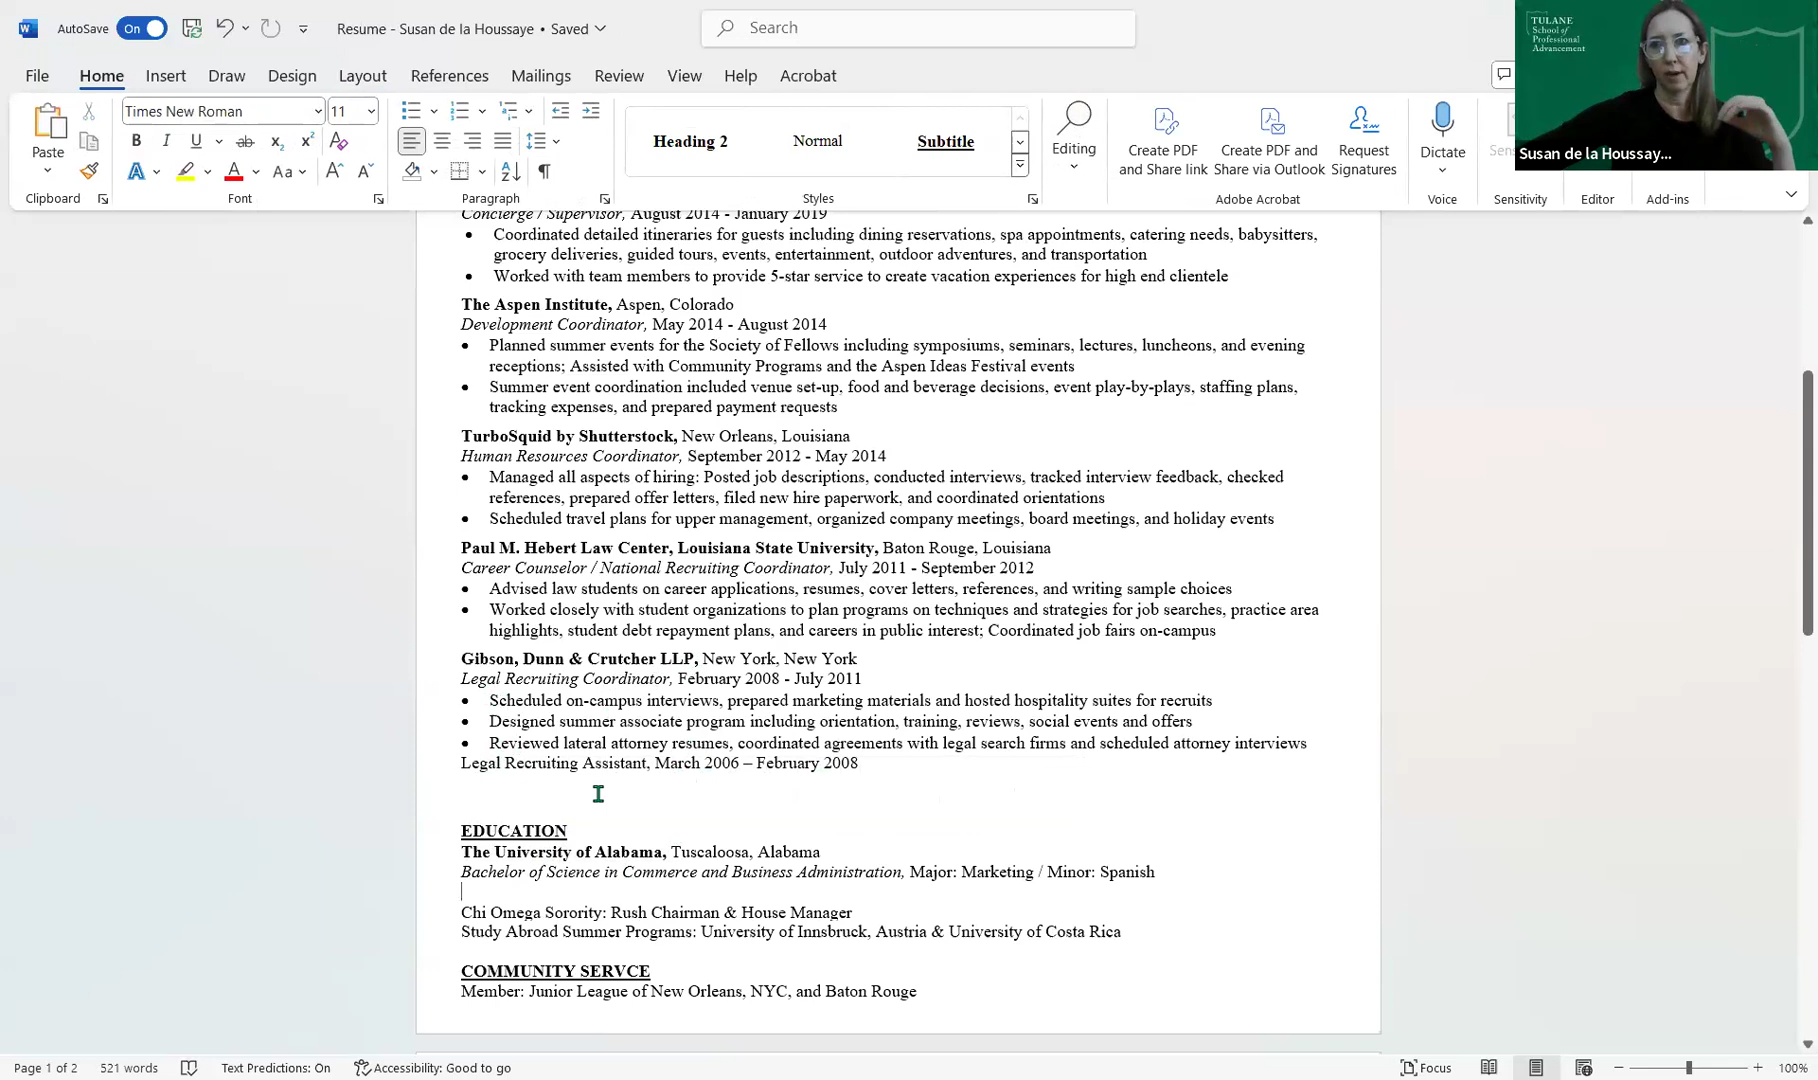 AutoSave On Resume - Susan de la Houssaye • Saved Search
TULANE
School of
Professional
Advancement
File Home Insert Draw Design Layout References Mailings Review View Help Acrobat
Times New Roman 11
Heading 2 Normal Subtitle
Paste
Editing
Create PDF
and Share link
Create PDF and
Share via Outlook
Request
Signatures
Dictate
Susan de la Houssay...
Clipboard Font Paragraph Styles Adobe Acrobat Voice Sensitivity Editor Add-ins
Concierge / Supervisor, August 2014 - January 2019
• Coordinated detailed itineraries for guests including dining reservations, spa appointments, catering needs, babysitters,
grocery deliveries, guided tours, events, entertainment, outdoor adventures, and transportation
• Worked with team members to provide 5-star service to create vacation experiences for high end clientele
The Aspen Institute, Aspen, Colorado
Development Coordinator, May 2014 - August 2014
• Planned summer events for the Society of Fellows including symposiums, seminars, lectures, luncheons, and evening
receptions; Assisted with Community Programs and the Aspen Ideas Festival events
• Summer event coordination included venue set-up, food and beverage decisions, event play-by-plays, staffing plans,
tracking expenses, and prepared payment requests
TurboSquid by Shutterstock, New Orleans, Louisiana
Human Resources Coordinator, September 2012 - May 2014
• Managed all aspects of hiring: Posted job descriptions, conducted interviews, tracked interview feedback, checked
references, prepared offer letters, filed new hire paperwork, and coordinated orientations
• Scheduled travel plans for upper management, organized company meetings, board meetings, and holiday events
Paul M. Hebert Law Center, Louisiana State University, Baton Rouge, Louisiana
Career Counselor / National Recruiting Coordinator, July 2011 - September 2012
• Advised law students on career applications, resumes, cover letters, references, and writing sample choices
• Worked closely with student organizations to plan programs on techniques and strategies for job searches, practice area
highlights, student debt repayment plans, and careers in public interest; Coordinated job fairs on-campus
Gibson, Dunn & Crutcher LLP, New York, New York
Legal Recruiting Coordinator, February 2008 - July 2011
• Scheduled on-campus interviews, prepared marketing materials and hosted hospitality suites for recruits
• Designed summer associate program including orientation, training, reviews, social events and offers
• Reviewed lateral attorney resumes, coordinated agreements with legal search firms and scheduled attorney interviews
Legal Recruiting Assistant, March 2006 – February 2008
EDUCATION
The University of Alabama, Tuscaloosa, Alabama
Bachelor of Science in Commerce and Business Administration, Major: Marketing / Minor: Spanish
Chi Omega Sorority: Rush Chairman & House Manager
Study Abroad Summer Programs: University of Innsbruck, Austria & University of Costa Rica
COMMUNITY SERVCE
Member: Junior League of New Orleans, NYC, and Baton Rouge
Page 1 of 2 521 words Text Predictions: On Accessibility: Good to go Focus 100%